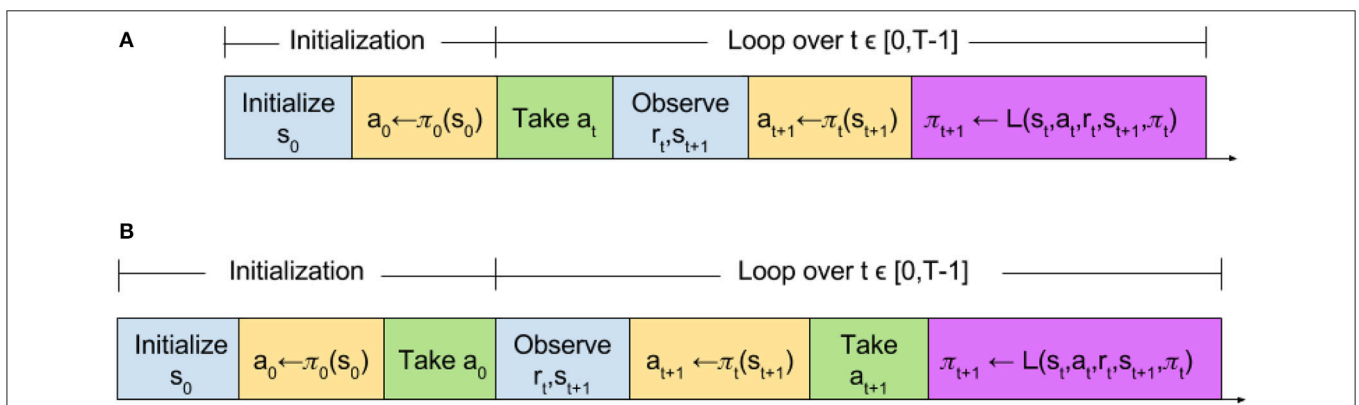 A
Initialization
Loop over t ϵ [0,T-1]
Initialize
s₀
a₀←π₀(s₀)
Take aₜ
Observe
rₜ,sₜ₊₁
aₜ₊₁←πₜ(sₜ₊₁)
πₜ₊₁ ← L(sₜ,aₜ,rₜ,sₜ₊₁,πₜ)
B
Initialization
Loop over t ϵ [0,T-1]
Initialize
s₀
a₀←π₀(s₀)
Take a₀
Observe
rₜ,sₜ₊₁
aₜ₊₁ ←πₜ(sₜ₊₁)
Take
aₜ₊₁
πₜ₊₁ ← L(sₜ,aₜ,rₜ,sₜ₊₁,πₜ)